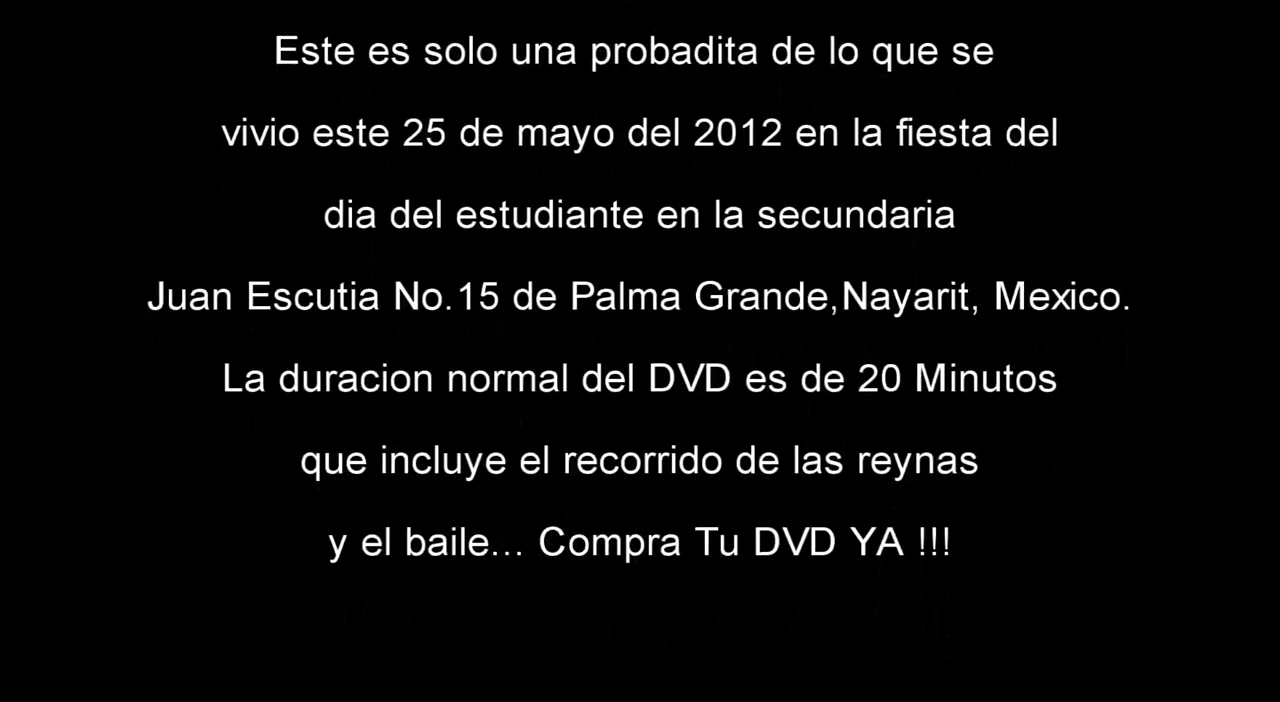 Este es solo una probadita de lo que se
vivio este 25 de mayo del 2012 en la fiesta del
dia del estudiante en la secundaria
Juan Escutia No.15 de Palma Grande,Nayarit, Mexico.
La duracion normal del DVD es de 20 Minutos
que incluye el recorrido de las reynas
y el baile... Compra Tu DVD YA !!!